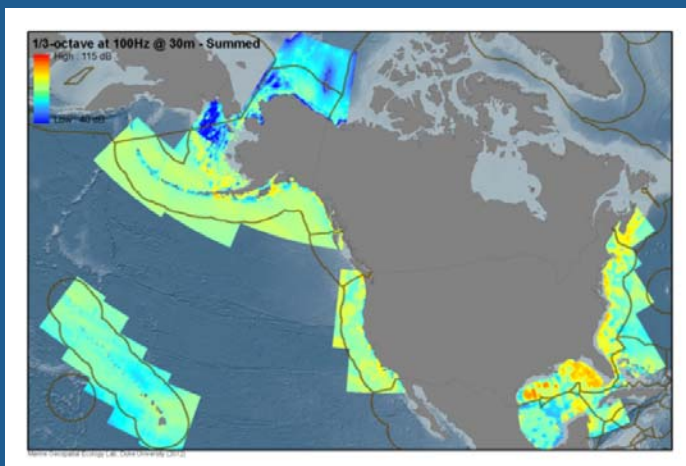 1/3-octave at 100Hz @ 30m - Summed
High : 115 dB
Low : 40 dB
Marine Geospatial Ecology Lab, Duke University (2012)